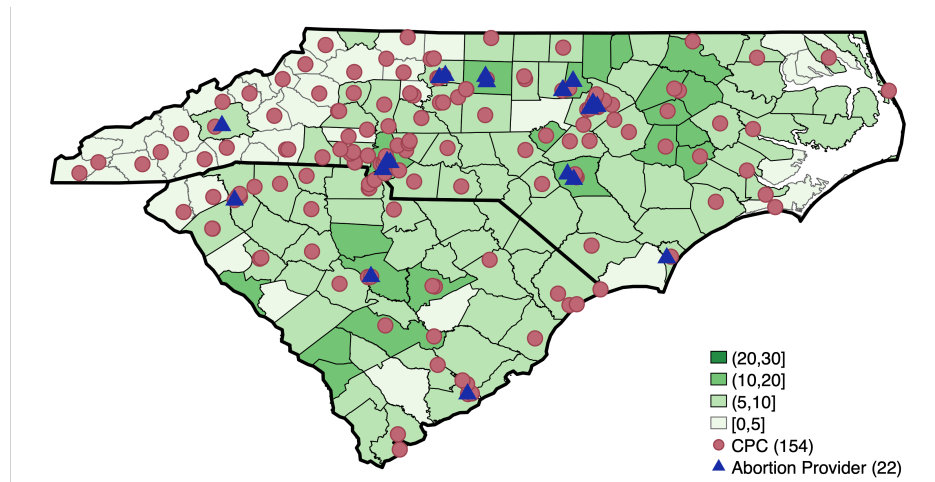 (20,30]
(10,20]
(5,10]
[0,5]
CPC (154)
Abortion Provider (22)